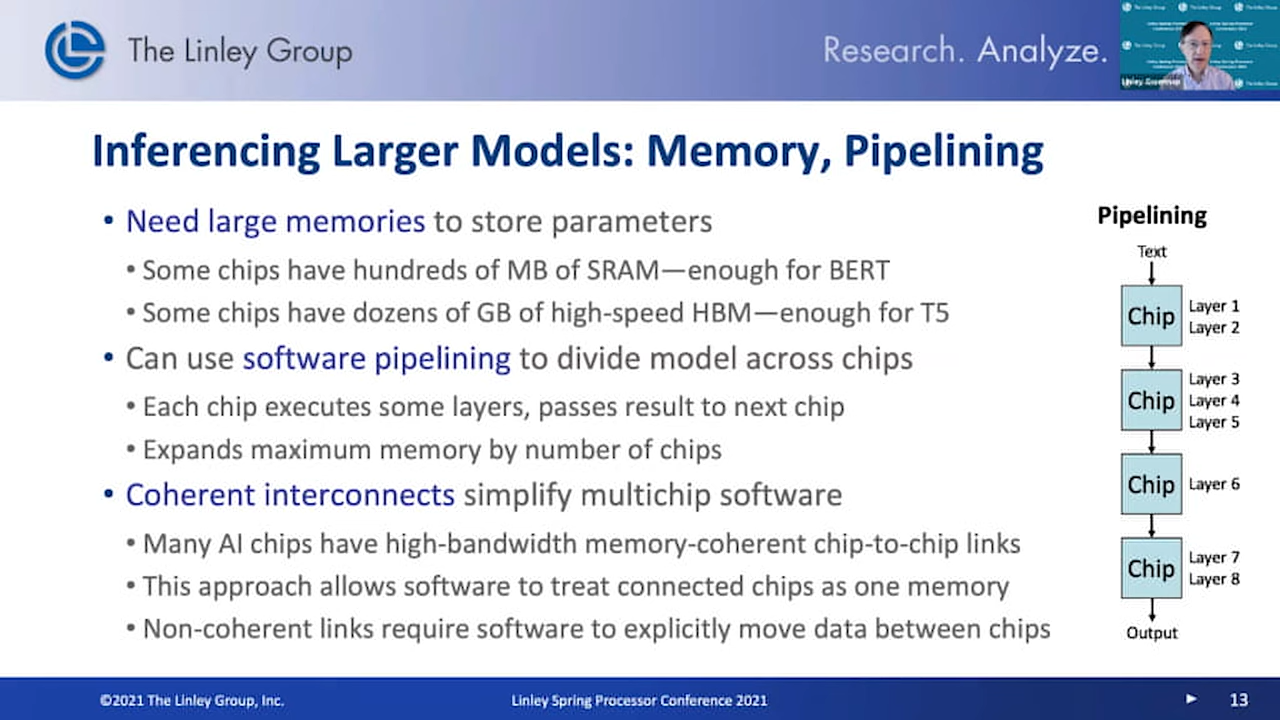 The Linley Group
Research. Analyze.
Inferencing Larger Models: Memory, Pipelining
• Need large memories to store parameters
• Some chips have hundreds of MB of SRAM—enough for BERT
• Some chips have dozens of GB of high-speed HBM—enough for T5
• Can use software pipelining to divide model across chips
• Each chip executes some layers, passes result to next chip
• Expands maximum memory by number of chips
• Coherent interconnects simplify multichip software
• Many AI chips have high-bandwidth memory-coherent chip-to-chip links
• This approach allows software to treat connected chips as one memory
• Non-coherent links require software to explicitly move data between chips
Pipelining
Text
Chip
Layer 1
Layer 2
Chip
Layer 3
Layer 4
Layer 5
Chip
Layer 6
Chip
Layer 7
Layer 8
Output
©2021 The Linley Group, Inc.
Linley Spring Processor Conference 2021
13